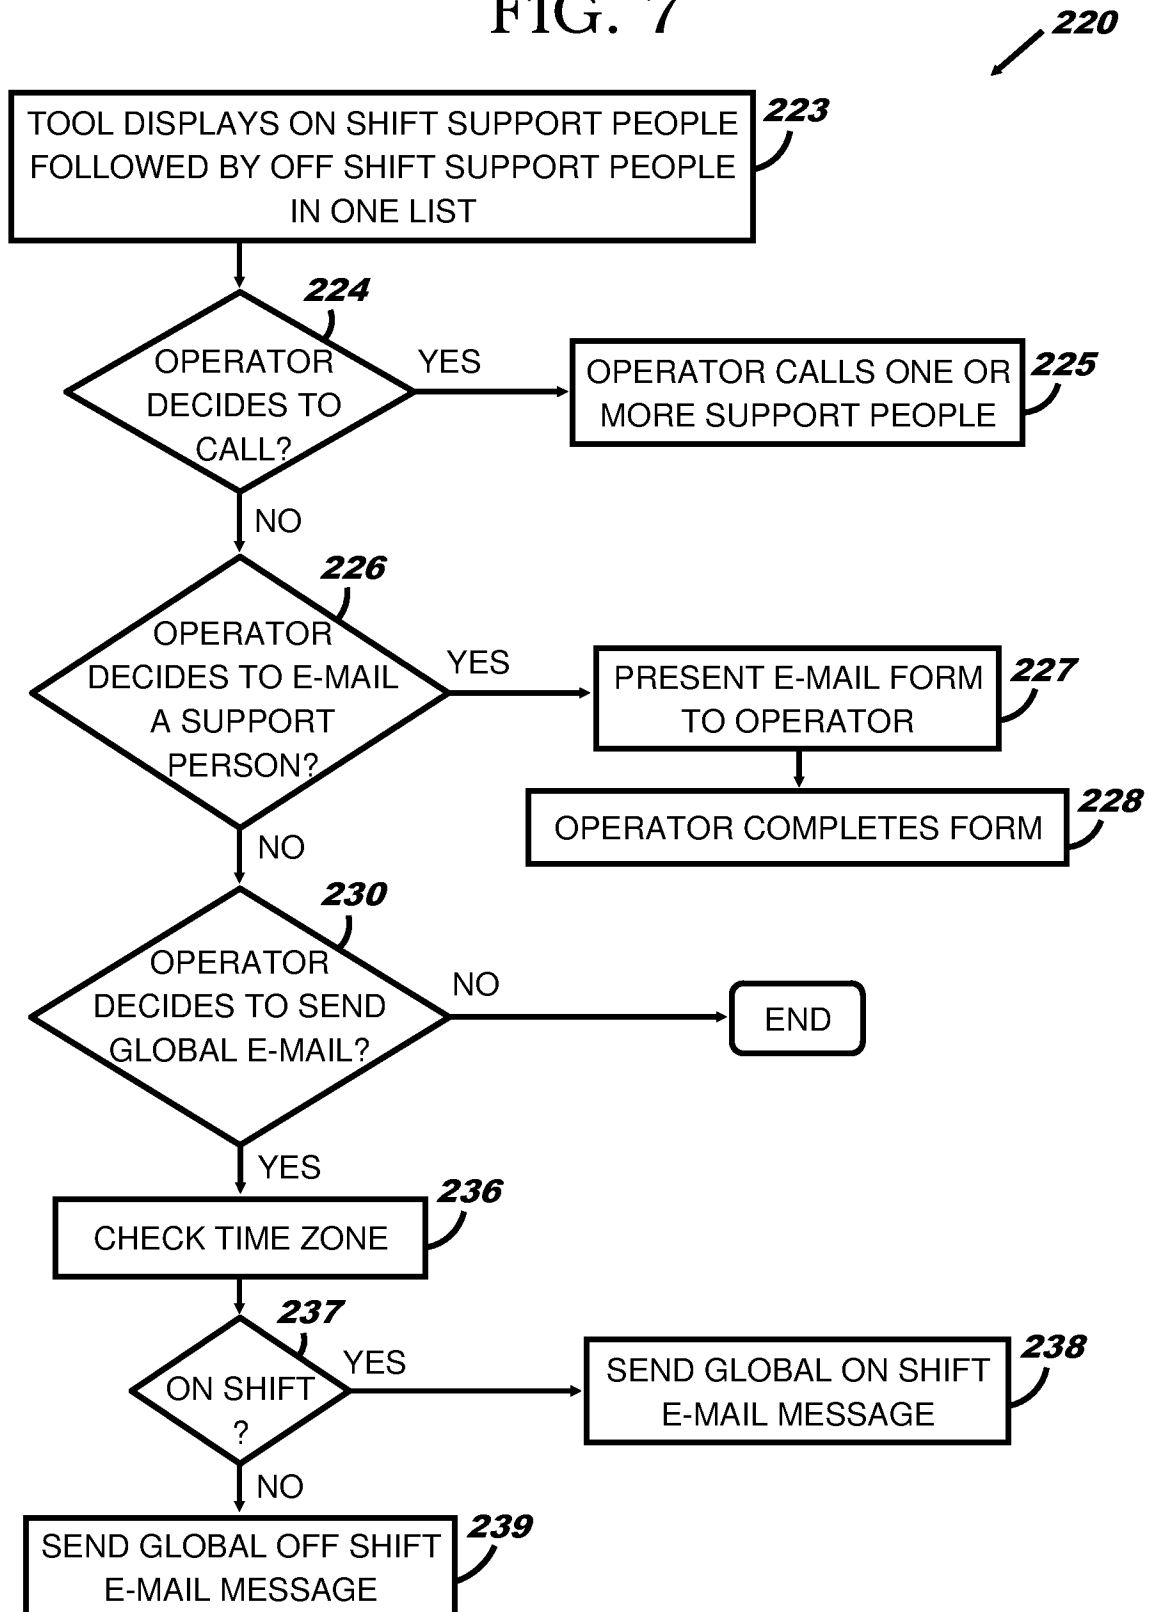 FIG. 7
220
223
TOOL DISPLAYS ON SHIFT SUPPORT PEOPLE
FOLLOWED BY OFF SHIFT SUPPORT PEOPLE
IN ONE LIST
224
OPERATOR
DECIDES TO
CALL?
YES
OPERATOR CALLS ONE OR
MORE SUPPORT PEOPLE
225
NO
226
OPERATOR
DECIDES TO E-MAIL
A SUPPORT
PERSON?
YES
PRESENT E-MAIL FORM
TO OPERATOR
227
228
OPERATOR COMPLETES FORM
NO
230
OPERATOR
DECIDES TO SEND
GLOBAL E-MAIL?
NO
END
YES
236
CHECK TIME ZONE
237
ON SHIFT
?
YES
SEND GLOBAL ON SHIFT
E-MAIL MESSAGE
238
NO
239
SEND GLOBAL OFF SHIFT
E-MAIL MESSAGE